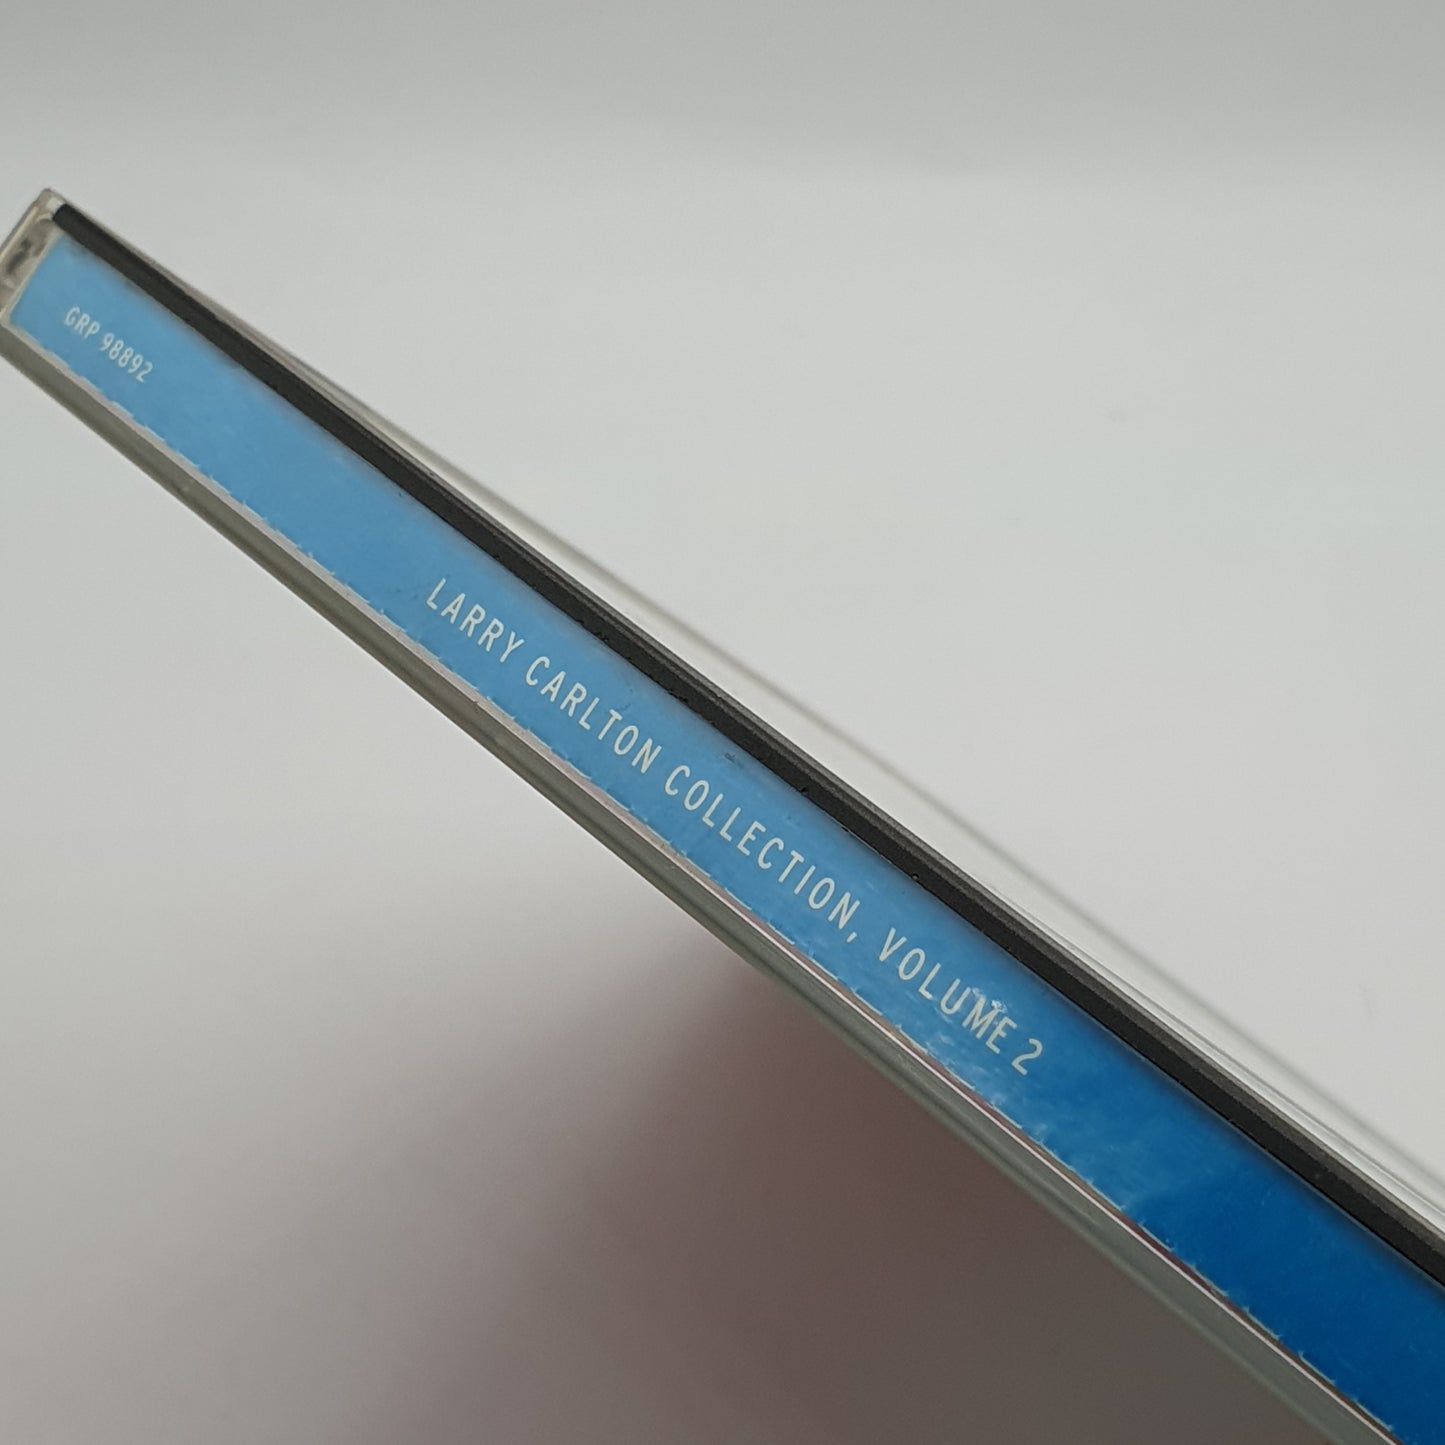 GRP 98892
LARRY CARLTON COLLECTION, VOLUME 2